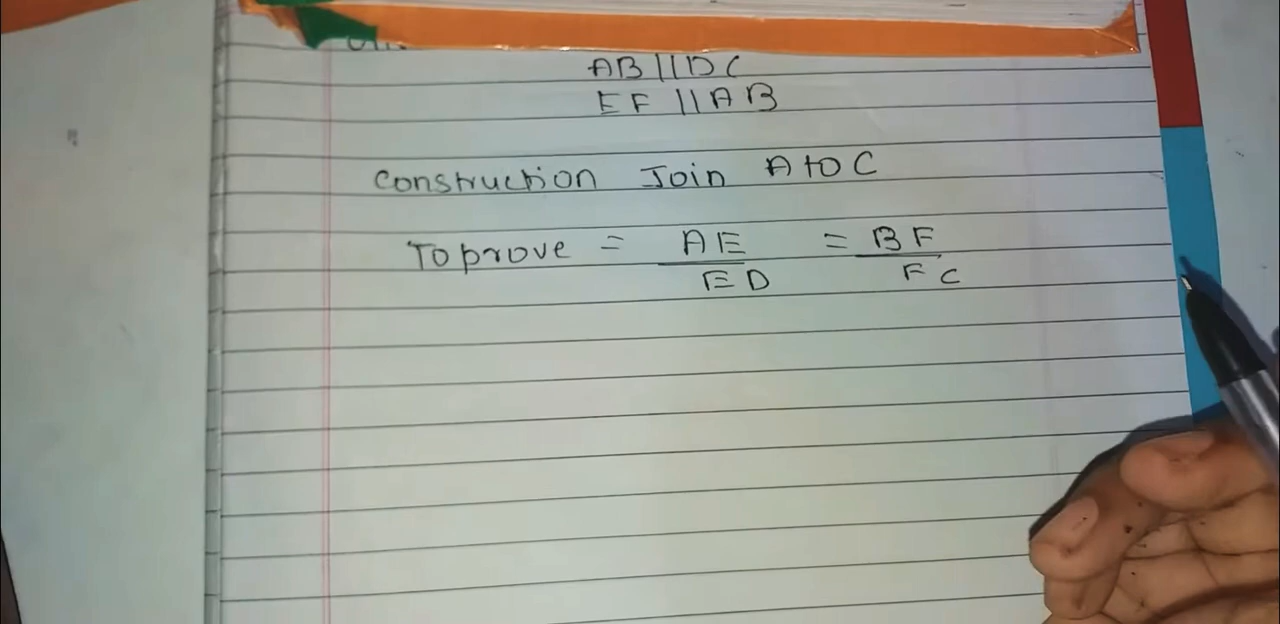 AB || DC
EF || AB
Construction Join A to C
To prove = AE/ED = BF/FC